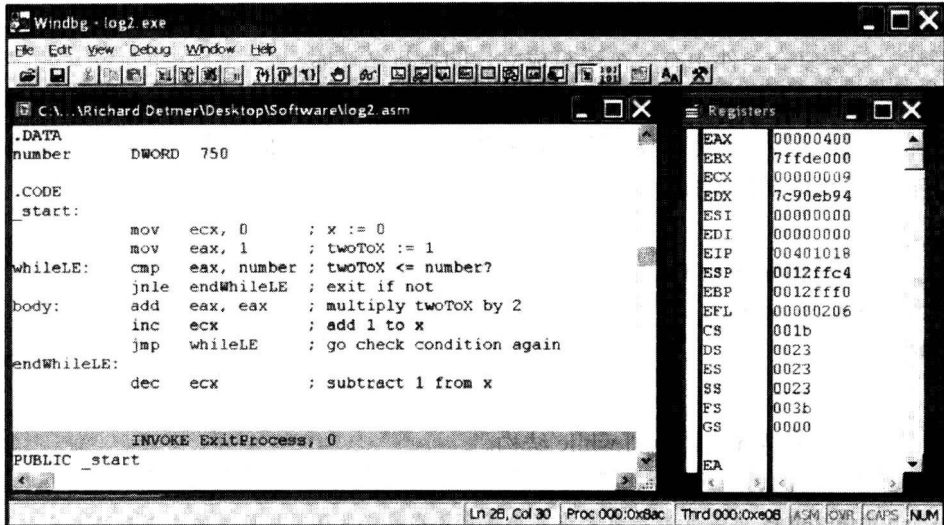 Windbg - log2.exe
File Edit View Debug Window Help
C:\...\Richard Detmer\Desktop\Software\log2.asm
.DATA
number DWORD 750
.CODE
_start:
mov ecx, 0 ; x := 0
mov eax, 1 ; twoToX := 1
whileLE: cmp eax, number ; twoToX <= number?
jnle endWhileLE ; exit if not
body: add eax, eax ; multiply twoToX by 2
inc ecx ; add 1 to x
jmp whileLE ; go check condition again
endWhileLE:
dec ecx ; subtract 1 from x
INVOKE ExitProcess, 0
PUBLIC _start
Registers
EAX 00000400
EBX 7ffde000
ECX 00000009
EDX 7c90eb94
ESI 00000000
EDI 00000000
EIP 00401018
ESP 0012ffc4
EBP 0012fff0
EFL 00000206
CS 001b
DS 0023
ES 0023
SS 0023
FS 003b
GS 0000
EA
Ln 28, Col 30 Proc 000:0x8ac Thrd 000:0xe08 ASM OVR CAPS NUM